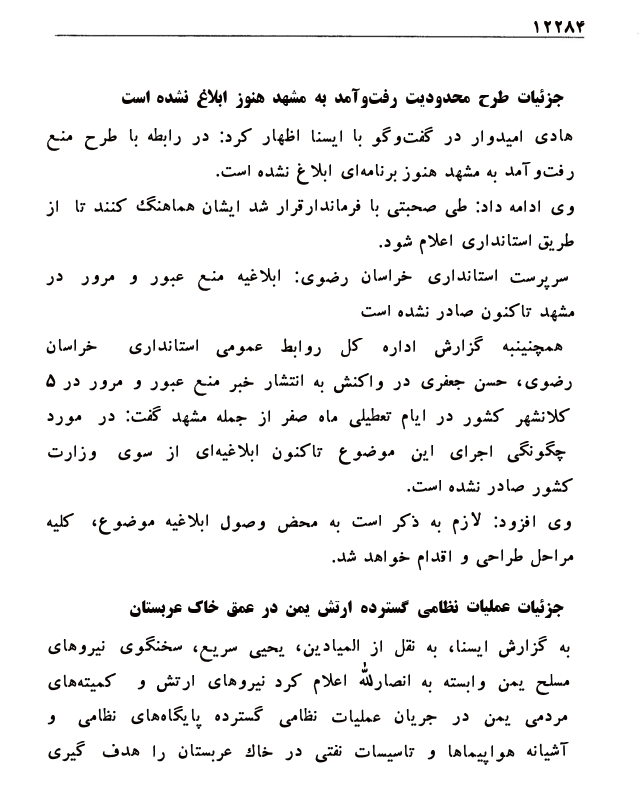 ۱۲۲۸۴
جزئیات طرح محدودیت رفت‌وآمد به مشهد هنوز ابلاغ نشده است
هادی امیدوار در گفت‌وگو با ایسنا اظهار کرد: در رابطه با طرح منع
رفت‌وآمد به مشهد هنوز برنامه‌ای ابلاغ نشده است.
وی ادامه داد: طی صحبتی با فرماندارقرار شد ایشان هماهنگ کنند تا از
طریق استانداری اعلام شود.
سرپرست استانداری خراسان رضوی: ابلاغیه منع عبور و مرور در
مشهد تاکنون صادر نشده است
همچنینبه گزارش اداره کل روابط عمومی استانداری خراسان
رضوی، حسن جعفری در واکنش به انتشار خبر منع عبور و مرور در ۵
کلانشهر کشور در ایام تعطیلی ماه صفر از جمله مشهد گفت: در مورد
چگونگی اجرای این موضوع تاکنون ابلاغیه‌ای از سوی وزارت
کشور صادر نشده است.
وی افزود: لازم به ذکر است به محض وصول ابلاغیه موضوع، کلیه
مراحل طراحی و اقدام خواهد شد.
جزئیات عملیات نظامی گسترده ارتش یمن در عمق خاک عربستان
به گزارش ایسنا، به نقل از المیادین، یحیی سریع، سخنگوی نیروهای
مسلح یمن وابسته به انصارلله اعلام کرد نیروهای ارتش و کمیته‌های
مردمی یمن در جریان عملیات نظامی گسترده پایگاه‌های نظامی و
آشیانه هواپیماها و تاسیسات نفتی در خاک عربستان را هدف گیری